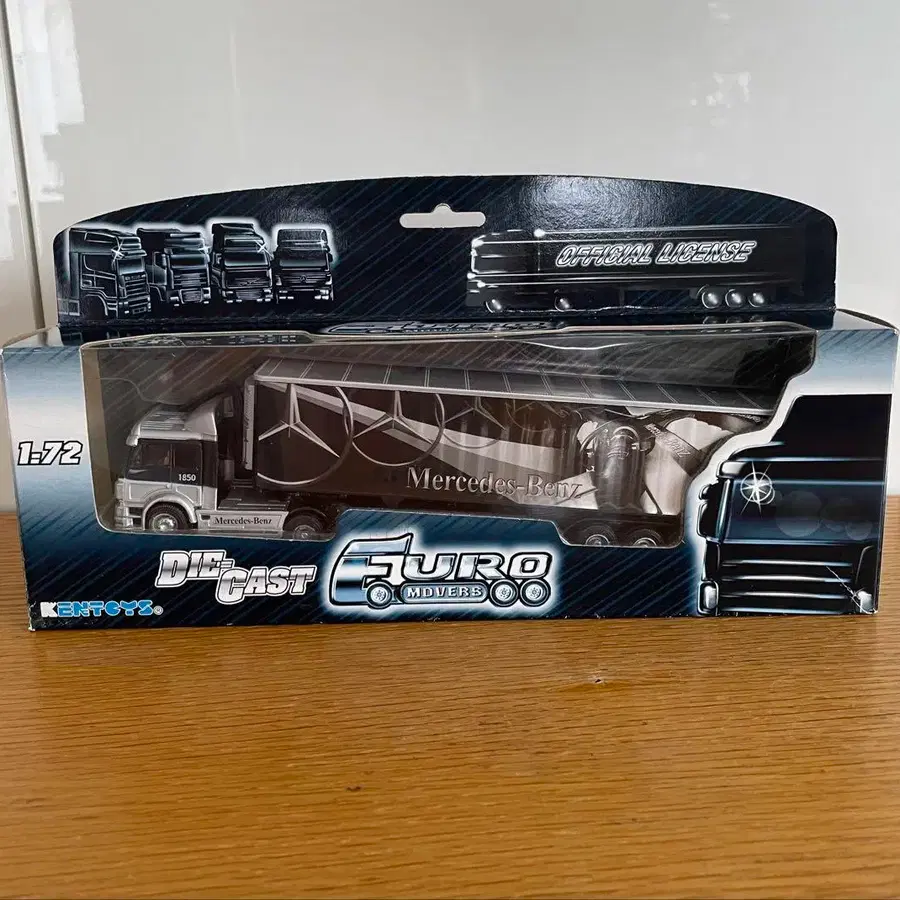 OFFICIAL LICENSE
1:72
1850
Mercedes-Benz
Mercedes-Benz
DIE-CAST
EURO
MOVERS
KENTOYS